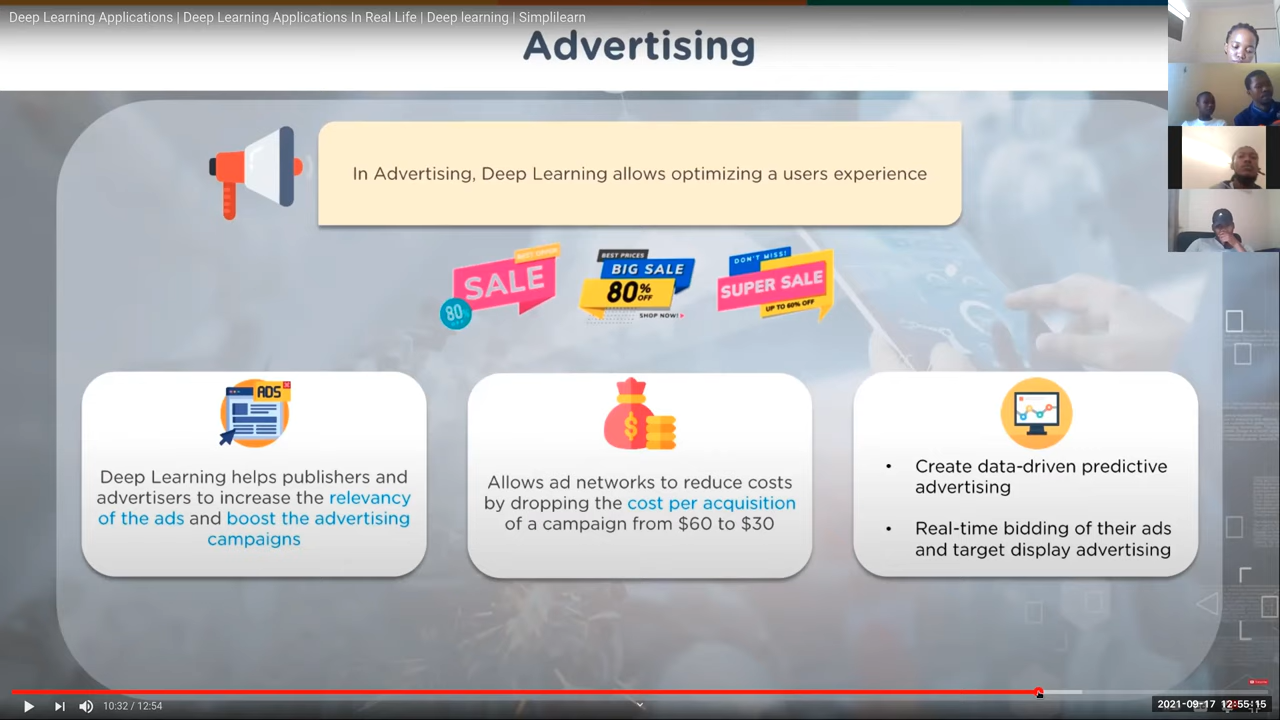 Deep Learning Applications | Deep Learning Applications In Real Life | Deep learning | Simplilearn
Advertising
In Advertising, Deep Learning allows optimizing a users experience
SALE
80%
BEST PRICES
BIG SALE
80% OFF
SHOP NOW!
DON'T MISS!
SUPER SALE
UP TO 60% OFF
ADS
Deep Learning helps publishers and
advertisers to increase the relevancy
of the ads and boost the advertising
campaigns
Allows ad networks to reduce costs
by dropping the cost per acquisition
of a campaign from $60 to $30
• Create data-driven predictive
advertising
• Real-time bidding of their ads
and target display advertising
10:32 / 12:54
2021-09-17 12:55:15